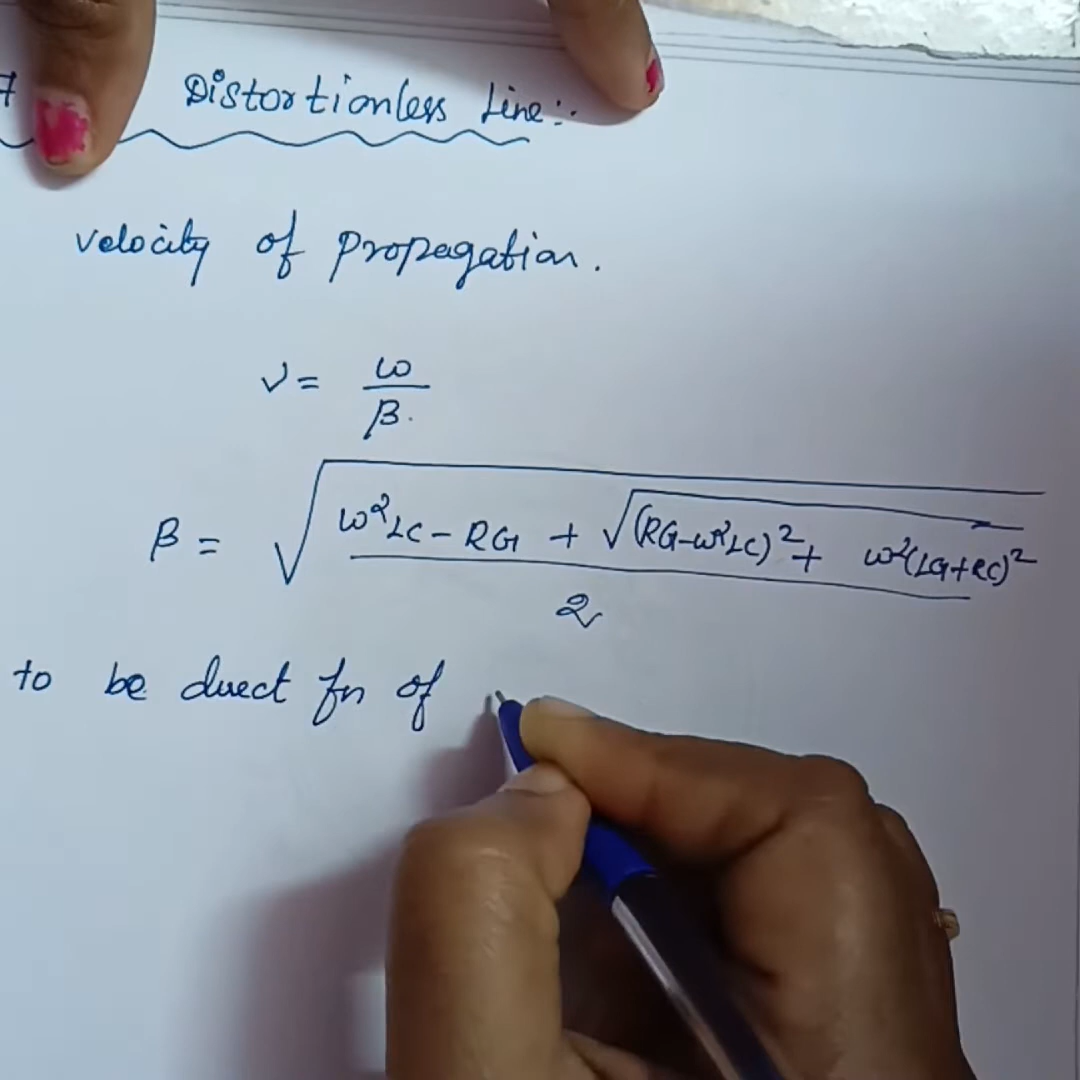 7 Distortionless Line:-
velocity of propagation.
v = ω/β.
β = √((ω²LC - RG + √((RG-ω²LC)² + ω²(LG+RC)²))/2)
to be direct fn of